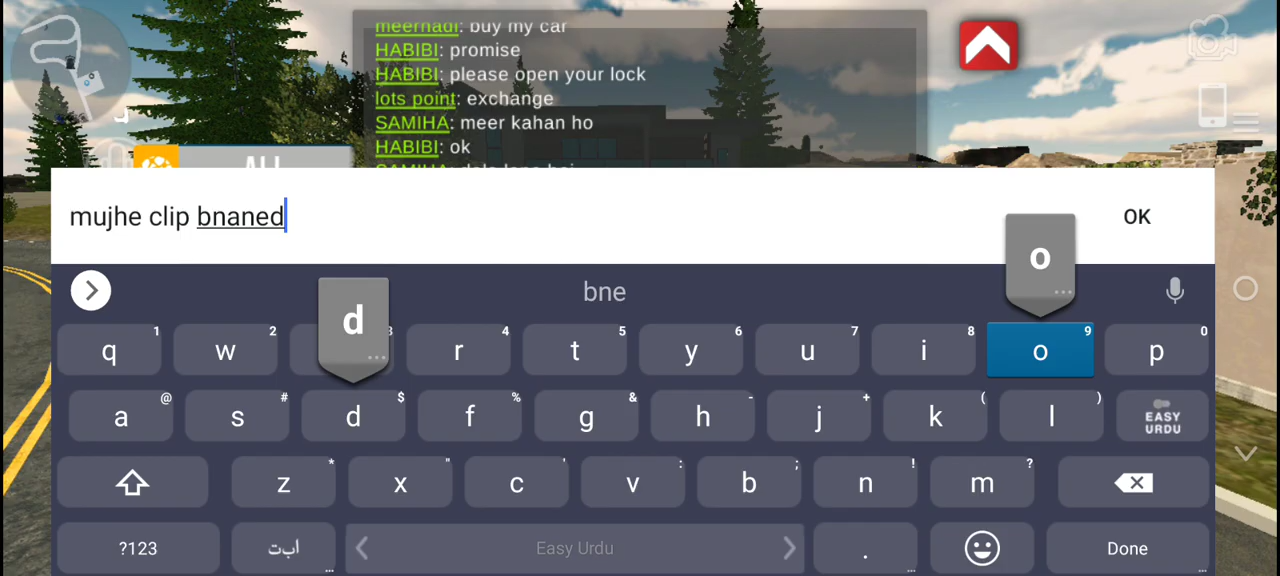 meernadi: buy my car
HABIBI: promise
HABIBI: please open your lock
lots point: exchange
SAMIHA: meer kahan ho
HABIBI: ok
ALL
mujhe clip bnaned
OK
o
...
bne
d
...
q 1 w 2 3 r 4 t 5 y 6 u 7 i 8 o 9 p 0
a @ s # d $ f % g & h - j + k ( l ) EASY URDU
z * x " c ' v : b ; n ! m ?
?123 ا ب ت ... Easy Urdu . ... Done ...